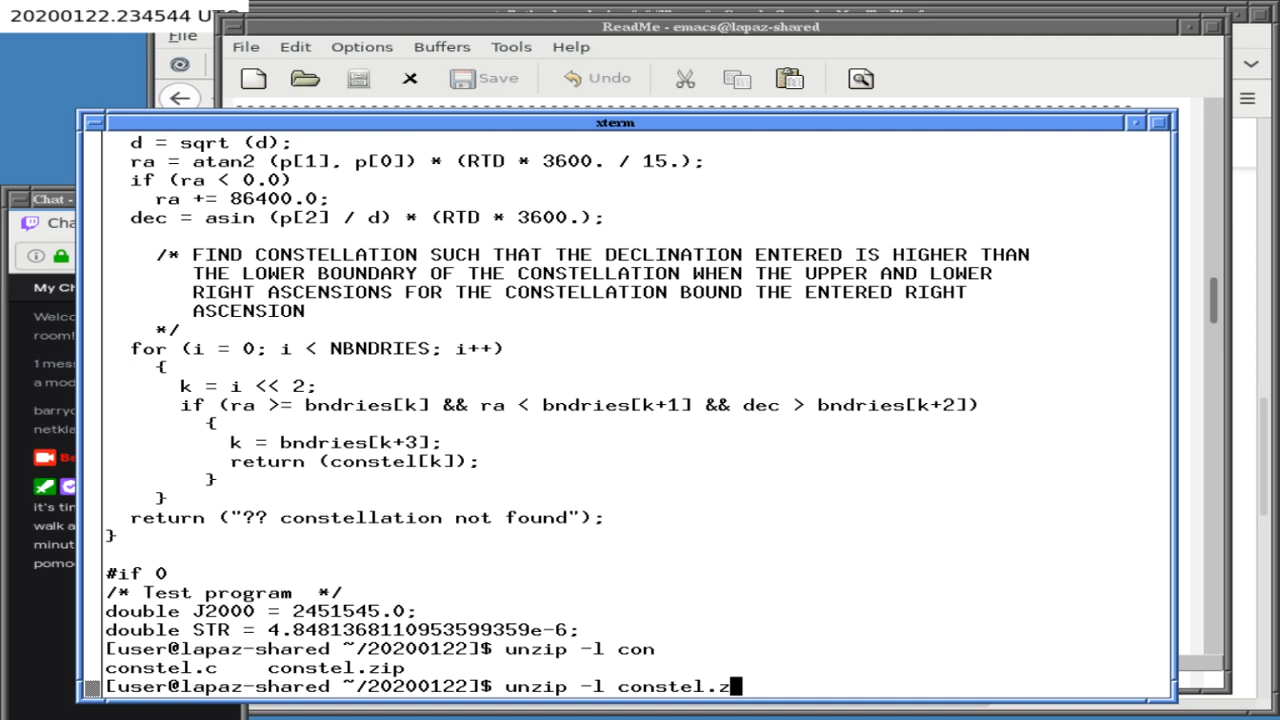 20200122.234544 UTC
File
ReadMe - emacs@lapaz-shared
File Edit Options Buffers Tools Help
Save Undo
xterm
d = sqrt (d);
ra = atan2 (p[1], p[0]) * (RTD * 3600. / 15.);
if (ra < 0.0)
ra += 86400.0;
dec = asin (p[2] / d) * (RTD * 3600.);
/* FIND CONSTELLATION SUCH THAT THE DECLINATION ENTERED IS HIGHER THAN
THE LOWER BOUNDARY OF THE CONSTELLATION WHEN THE UPPER AND LOWER
RIGHT ASCENSIONS FOR THE CONSTELLATION BOUND THE ENTERED RIGHT
ASCENSION
*/
for (i = 0; i < NBNDRIES; i++)
{
k = i << 2;
if (ra >= bndries[k] && ra < bndries[k+1] && dec > bndries[k+2])
{
k = bndries[k+3];
return (constel[k]);
}
}
return ("?? constellation not found");
}
#if 0
/* Test program */
double J2000 = 2451545.0;
double STR = 4.8481368110953599359e-6;
[user@lapaz-shared ~/20200122]$ unzip -l con
constel.c constel.zip
[user@lapaz-shared ~/20200122]$ unzip -l constel.z
Chat -
Cha
My Ch
Welco
room!
1 mess
a mod
barryc
netkla
Ba
it's tim
walk a
minut
pomo